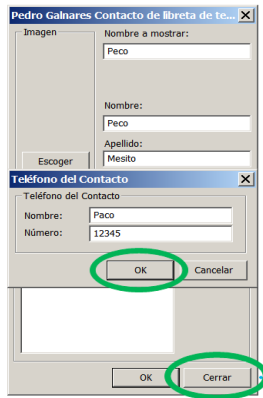 Pedro Galnares Contacto de libreta de te...
Imagen
Nombre a mostrar:
Peco
Nombre:
Peco
Apellido:
Escoger
Mesito
Teléfono del Contacto
Teléfono del Contacto
Nombre:
Paco
Número:
12345
OK
Cancelar
OK
Cerrar